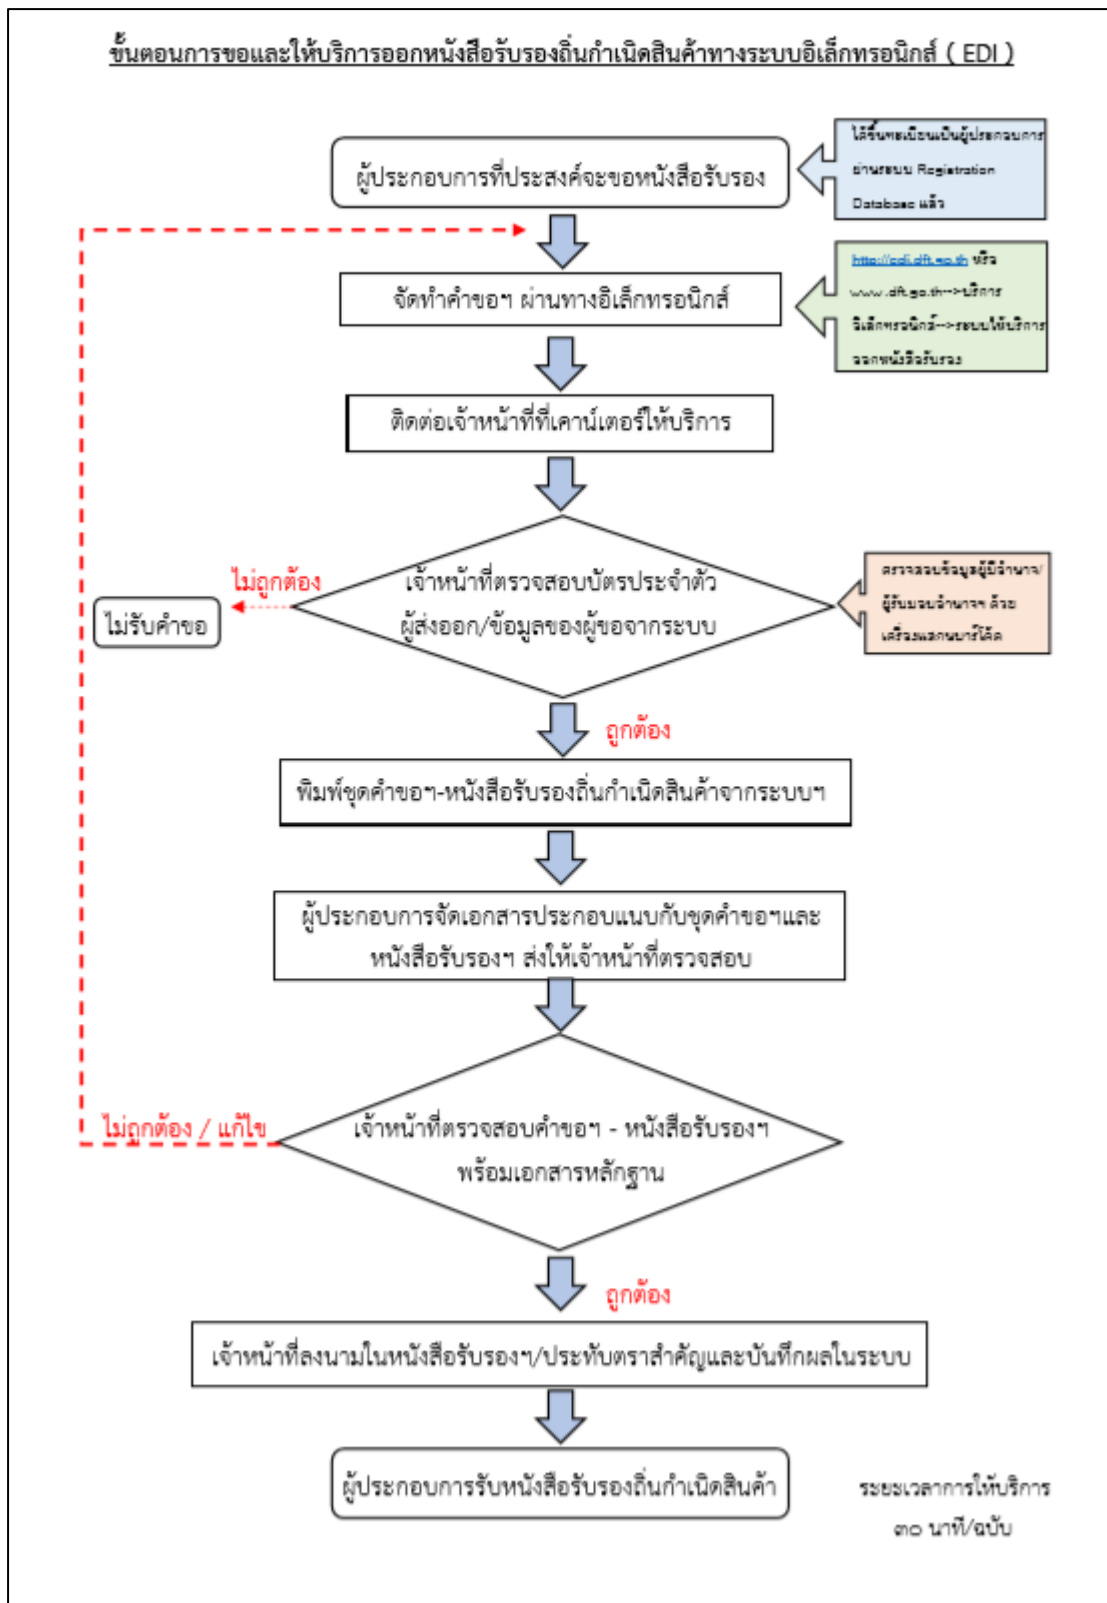 ขั้นตอนการขอและให้บริการออกหนังสือรับรองถิ่นกำเนิดสินค้าทางระบบอิเล็กทรอนิกส์ ( EDI )
ผู้ประกอบการที่ประสงค์จะขอหนังสือรับรอง
ได้ขึ้นทะเบียนเป็นผู้ประกอบการ
ผ่านระบบ Registration
Database แล้ว
จัดทำคำขอฯ ผ่านทางอิเล็กทรอนิกส์
http://edi.dft.go.th หรือ
www.dft.go.th-->บริการ
อิเล็กทรอนิกส์-->ระบบให้บริการ
ออกหนังสือรับรอง
ติดต่อเจ้าหน้าที่ที่เคาน์เตอร์ให้บริการ
เจ้าหน้าที่ตรวจสอบบัตรประจำตัว
ผู้ส่งออก/ข้อมูลของผู้ขอจากระบบ
ไม่ถูกต้อง
ไม่รับคำขอ
ตรวจสอบข้อมูลผู้มีอำนาจ/
ผู้รับมอบอำนาจฯ ด้วย
เครื่องแสกนบาร์โค้ด
ถูกต้อง
พิมพ์ชุดคำขอฯ-หนังสือรับรองถิ่นกำเนิดสินค้าจากระบบฯ
ผู้ประกอบการจัดเอกสารประกอบแนบกับชุดคำขอฯและ
หนังสือรับรองฯ ส่งให้เจ้าหน้าที่ตรวจสอบ
ไม่ถูกต้อง / แก้ไข
เจ้าหน้าที่ตรวจสอบคำขอฯ - หนังสือรับรองฯ
พร้อมเอกสารหลักฐาน
ถูกต้อง
เจ้าหน้าที่ลงนามในหนังสือรับรองฯ/ประทับตราสำคัญและบันทึกผลในระบบ
ผู้ประกอบการรับหนังสือรับรองถิ่นกำเนิดสินค้า
ระยะเวลาการให้บริการ
๓๐ นาที/ฉบับ